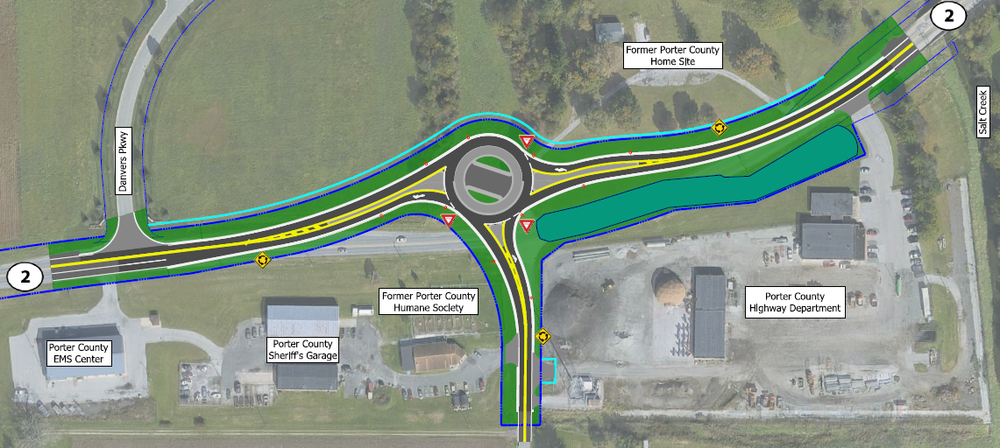 2
Former Porter County
Home Site
Salt Creek
Danvers Pkwy
2
Former Porter County
Humane Society
Porter County
Highway Department
Porter County
EMS Center
Porter County
Sheriff's Garage